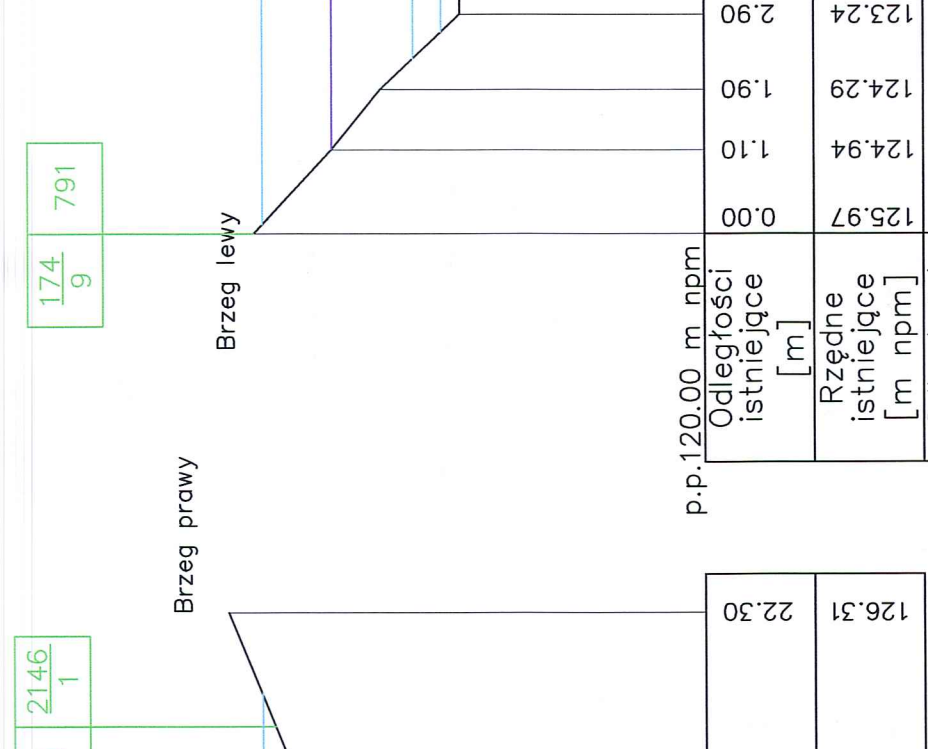 2146
1
Brzeg prawy
22.30
126.31
174
9
791
Brzeg lewy
p.p.120.00 m npm
Odległości
istniejące
[m]
0.00
1.10
1.90
2.90
Rzędne
istniejące
[m npm]
125.97
124.94
124.29
123.24